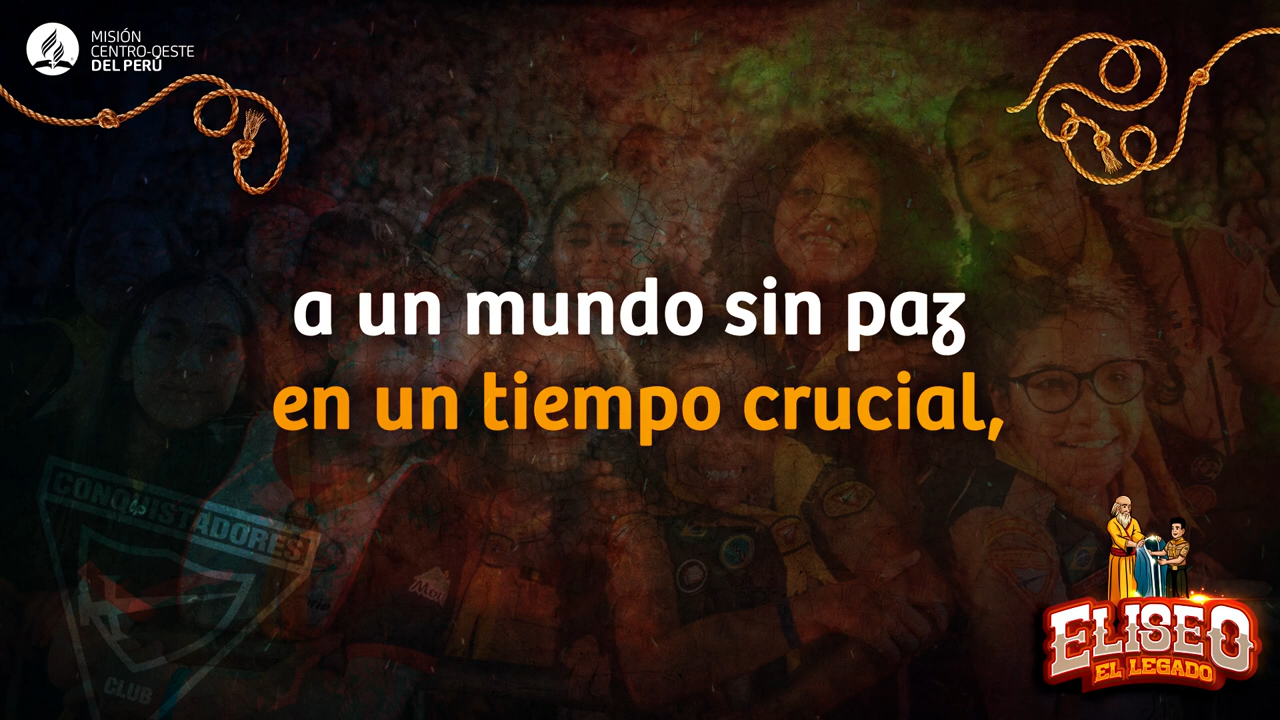 MISIÓN
CENTRO-OESTE
DEL PERÚ
a un mundo sin paz
en un tiempo crucial,
CONQUISTADORES
CLUB
ELISEO
EL LEGADO